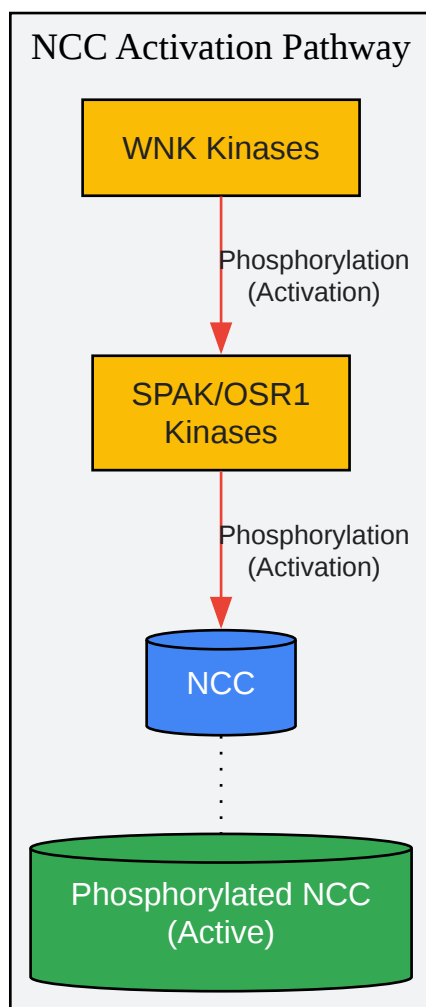 NCC Activation Pathway
WNK Kinases
Phosphorylation
(Activation)
SPAK/OSR1
Kinases
Phosphorylation
(Activation)
NCC
Phosphorylated NCC
(Active)